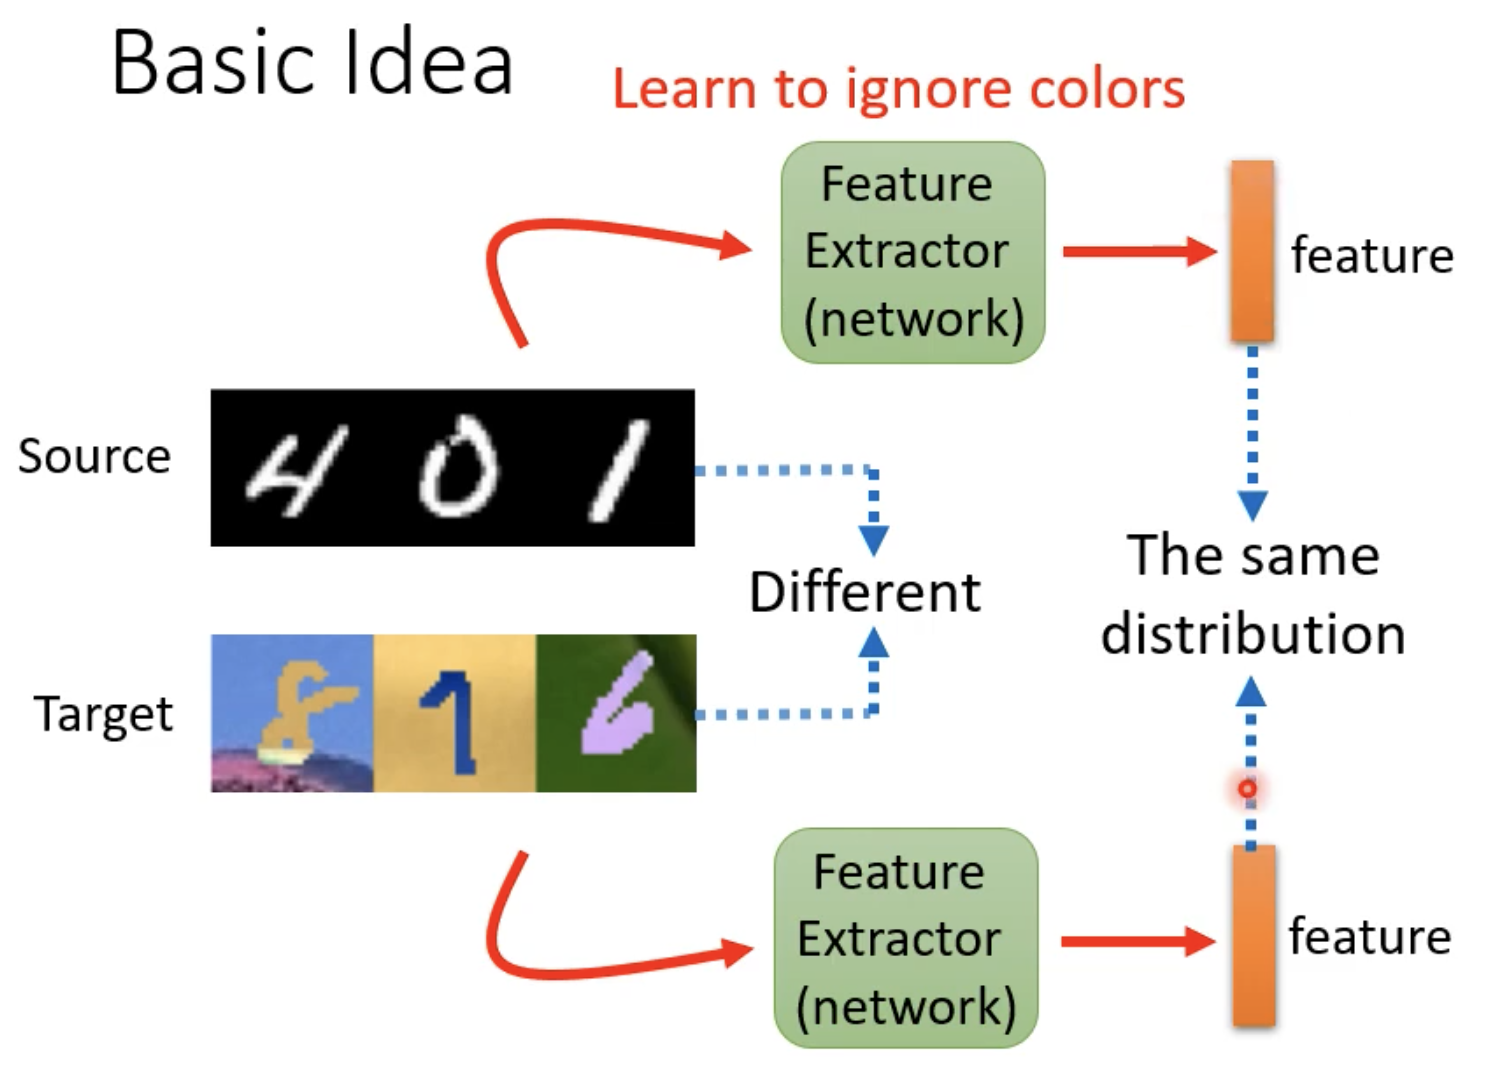 Basic Idea
Learn to ignore colors
Feature
Extractor
(network)
feature
Source
4 0 1
Different
The same
distribution
Target
8 1 6
Feature
Extractor
(network)
feature